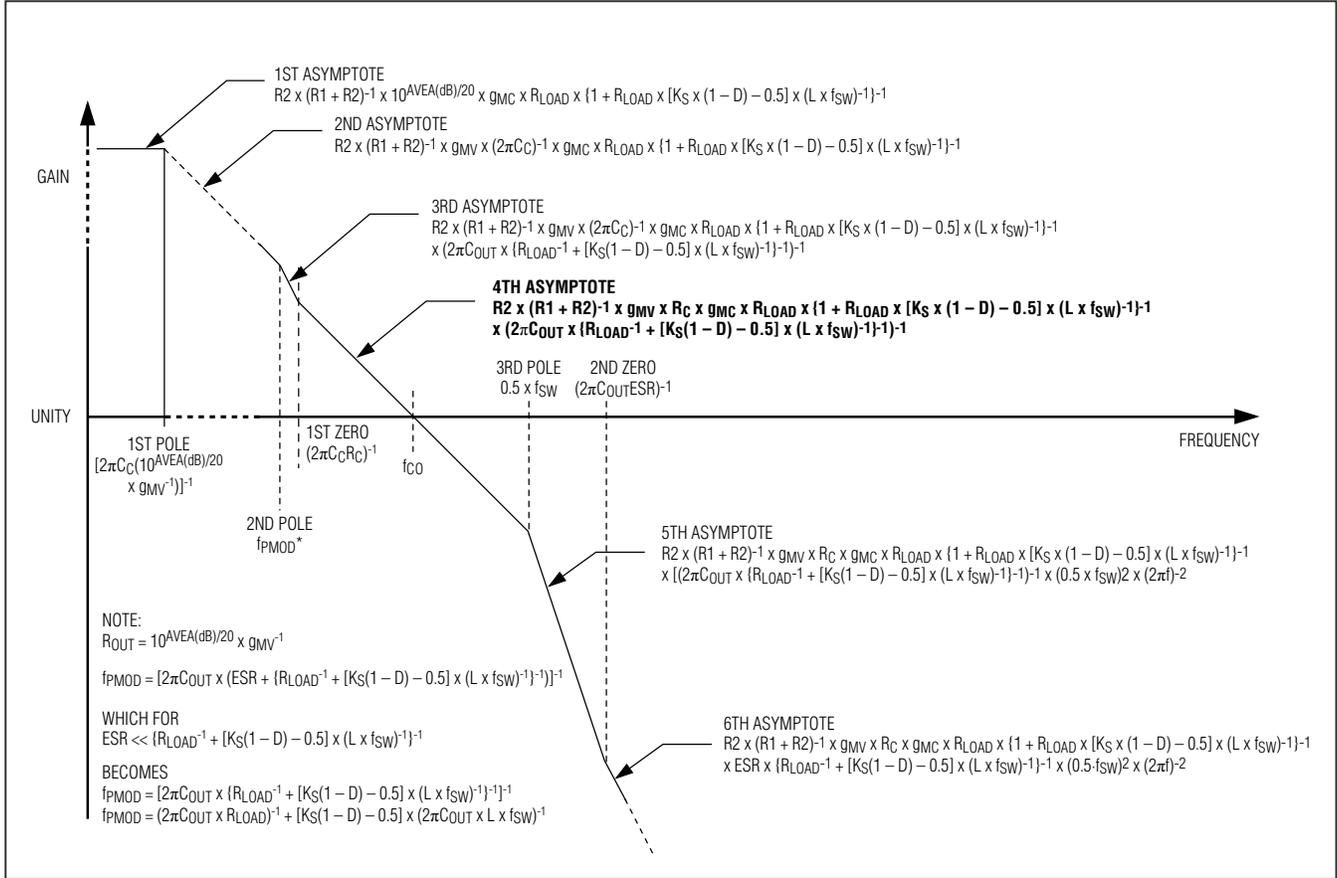 1ST ASYMPTOTE
R2 x (R1 + R2)-1 x 10AVEA(dB)/20 x gMC x RLOAD x {1 + RLOAD x [KS x (1 – D) – 0.5] x (L x fSW)-1}-1
2ND ASYMPTOTE
R2 x (R1 + R2)-1 x gMV x (2πCC)-1 x gMC x RLOAD x {1 + RLOAD x [KS x (1 – D) – 0.5] x (L x fSW)-1}-1
GAIN
3RD ASYMPTOTE
R2 x (R1 + R2)-1 x gMV x (2πCC)-1 x gMC x RLOAD x {1 + RLOAD x [KS x (1 – D) – 0.5] x (L x fSW)-1}-1
x (2πCOUT x {RLOAD-1 + [KS(1 – D) – 0.5] x (L x fSW)-1}-1)-1
4TH ASYMPTOTE
R2 x (R1 + R2)-1 x gMV x RC x gMC x RLOAD x {1 + RLOAD x [KS x (1 – D) – 0.5] x (L x fSW)-1}-1
x (2πCOUT x {RLOAD-1 + [KS(1 – D) – 0.5] x (L x fSW)-1}-1)-1
3RD POLE
0.5 x fSW
2ND ZERO
(2πCOUTESR)-1
UNITY
FREQUENCY
1ST POLE
[2πCC(10AVEA(dB)/20
x gMV-1)]-1
1ST ZERO
(2πCCRC)-1
fCO
2ND POLE
fPMOD*
5TH ASYMPTOTE
R2 x (R1 + R2)-1 x gMV x RC x gMC x RLOAD x {1 + RLOAD x [KS x (1 – D) – 0.5] x (L x fSW)-1}-1
x [(2πCOUT x {RLOAD-1 + [KS(1 – D) – 0.5] x (L x fSW)-1}-1)-1 x (0.5 x fSW)2 x (2πf)-2
NOTE:
ROUT = 10AVEA(dB)/20 x gMV-1
fPMOD = [2πCOUT x (ESR + {RLOAD-1 + [KS(1 – D) – 0.5] x (L x fSW)-1}-1)]-1
WHICH FOR
ESR << {RLOAD-1 + [KS(1 – D) – 0.5] x (L x fSW)-1}-1
BECOMES
fPMOD = [2πCOUT x {RLOAD-1 + [KS(1 – D) – 0.5] x (L x fSW)-1}-1]-1
fPMOD = (2πCOUT x RLOAD)-1 + [KS(1 – D) – 0.5] x (2πCOUT x L x fSW)-1
6TH ASYMPTOTE
R2 x (R1 + R2)-1 x gMV x RC x gMC x RLOAD x {1 + RLOAD x [KS x (1 – D) – 0.5] x (L x fSW)-1}-1
x ESR x {RLOAD-1 + [KS(1 – D) – 0.5] x (L x fSW)-1}-1 x (0.5·fSW)2 x (2πf)-2